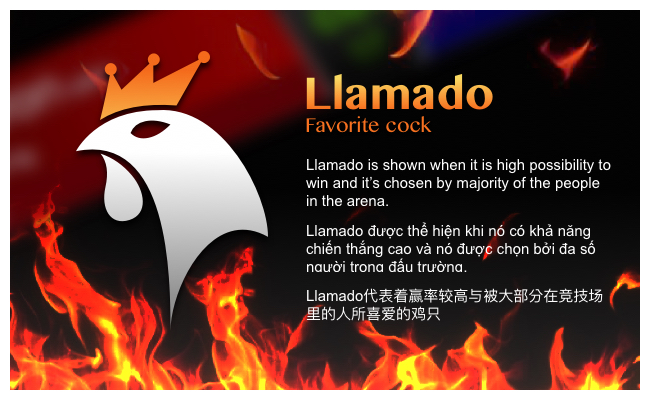 Llamado
Favorite cock
Llamado is shown when it is high possibility to
win and it's chosen by majority of the people
in the arena.
Llamado được thể hiện khi nó có khả năng
chiến thắng cao và nó được chọn bởi đa số
người trong đấu trường.
Llamado代表着赢率较高与被大部分在竞技场
里的人所喜爱的鸡只